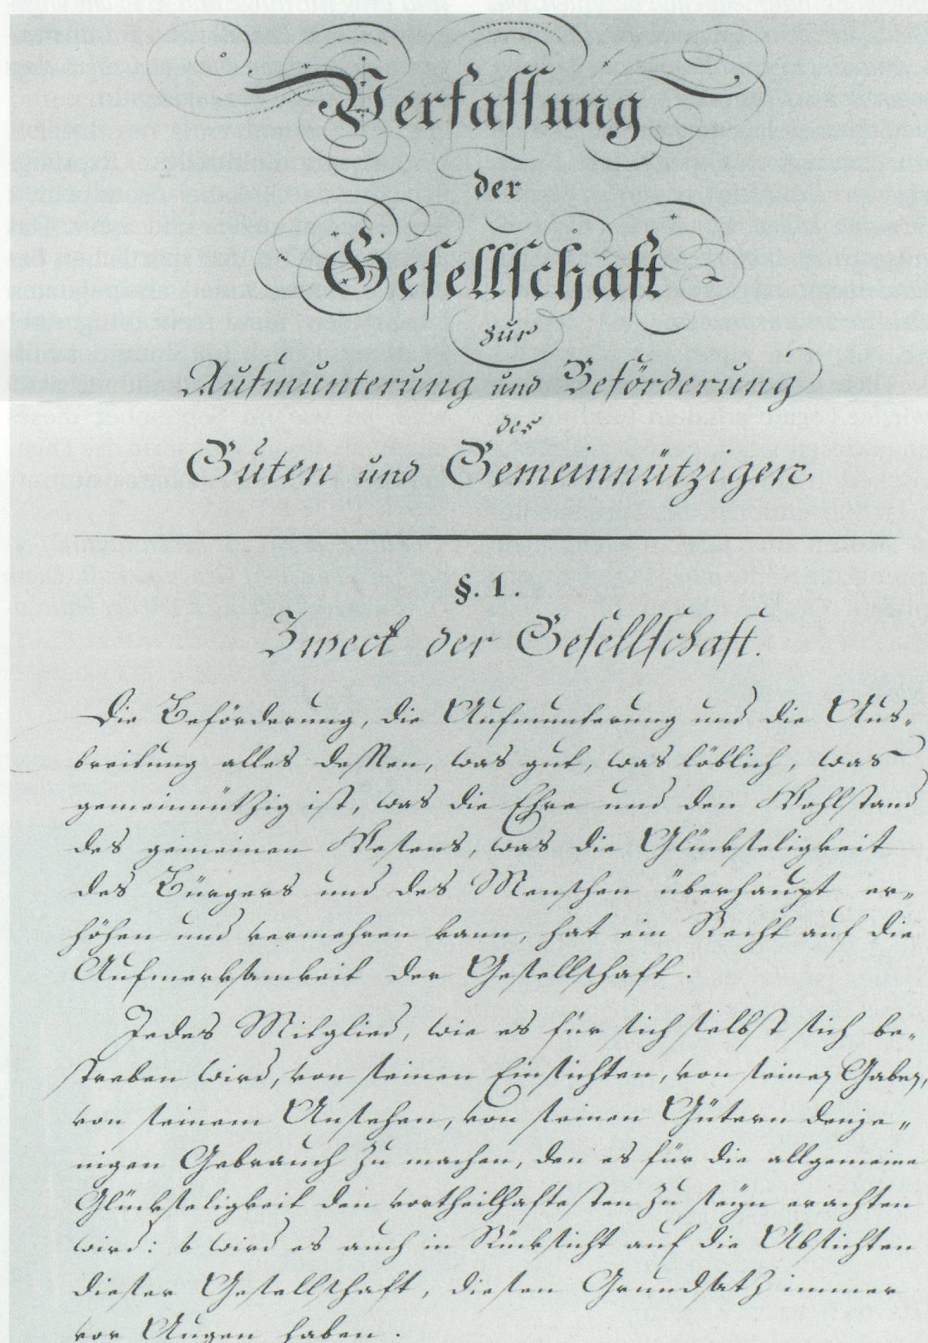 Verfassung
der
Gesellschaft
zur
Aufmunterung und Beförderung
des
Guten und Gemeinnützigen
§. 1.
Zweck der Gesellschaft.
Die Beförderung, die Aufmunterung und die Aus-
breitung alles dessen, was gut, was löblich, was
gemeinnützig ist, was die Ehre und den Wohlstand
des gemeinen Wesens, was die Glückseligkeit
des Bürgers und des Menschen überhaupt er-
höhen und vermehren kann, hat ein Recht auf die
Aufmerksamkeit der Gesellschaft.
Jedes Mitglied, wie es für sich selbst sich be-
streben wird, von seinen Einsichten, von seinen Gaben,
von seinem Ansehen, von seinen Gütern denje-
nigen Gebrauch zu machen, den es für die allgemeine
Glückseligkeit den vortheilhaftesten zu seyn erachten
wird: so wird es auch in Rücksicht auf die Absichten
dieser Gesellschaft, diesen Grundsatz immer
vor Augen haben.